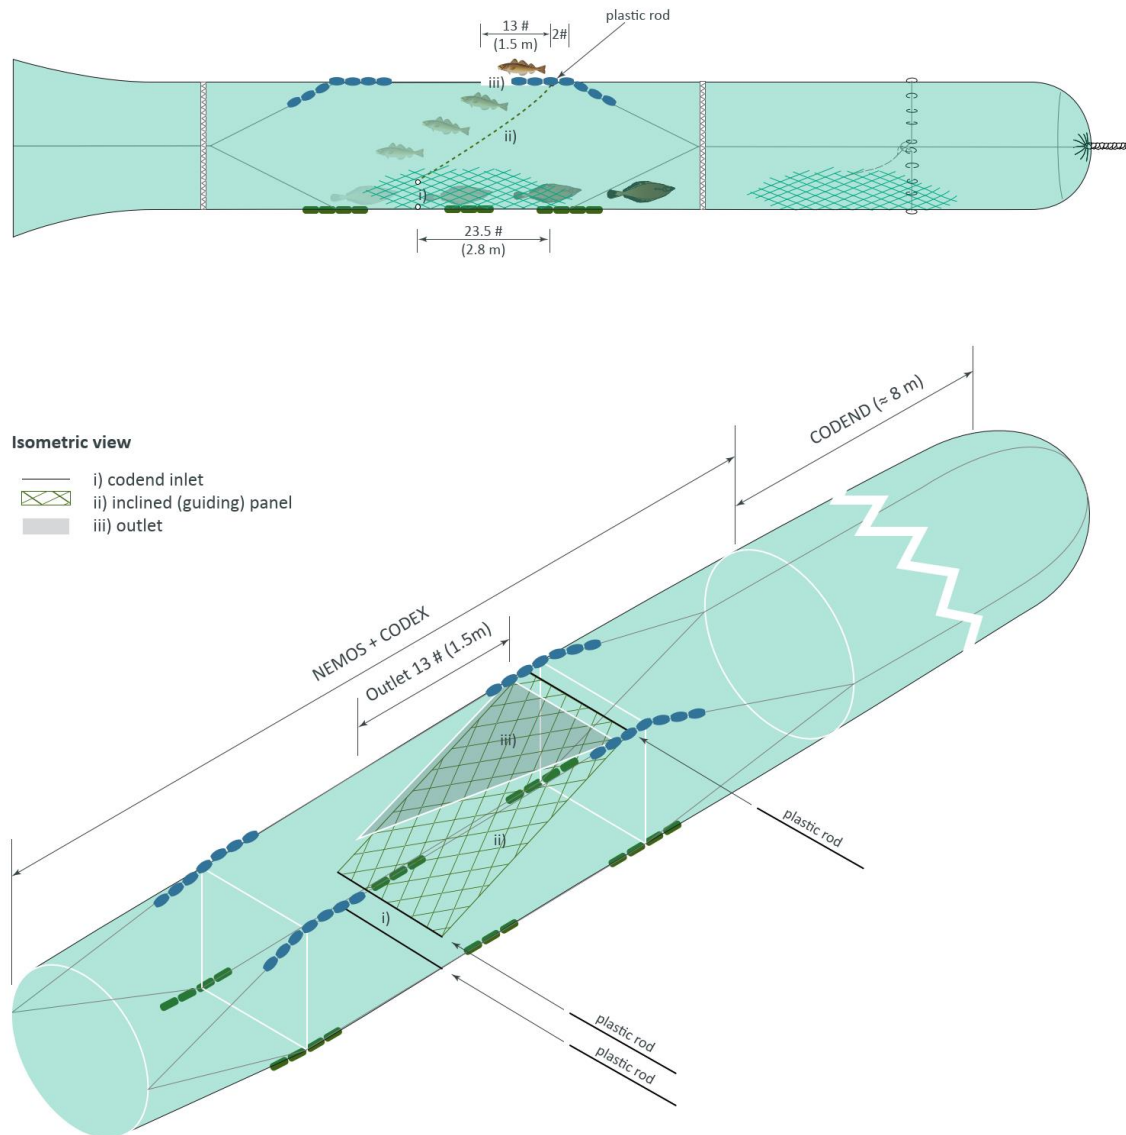 plastic rod
13 #
(1.5 m)
2#
iii)
ii)
i)
23.5 #
(2.8 m)
Isometric view
i) codend inlet
ii) inclined (guiding) panel
iii) outlet
CODEND (≈ 8 m)
NEMOS + CODEX
Outlet 13 # (1.5m)
iii)
ii)
i)
plastic rod
plastic rod
plastic rod